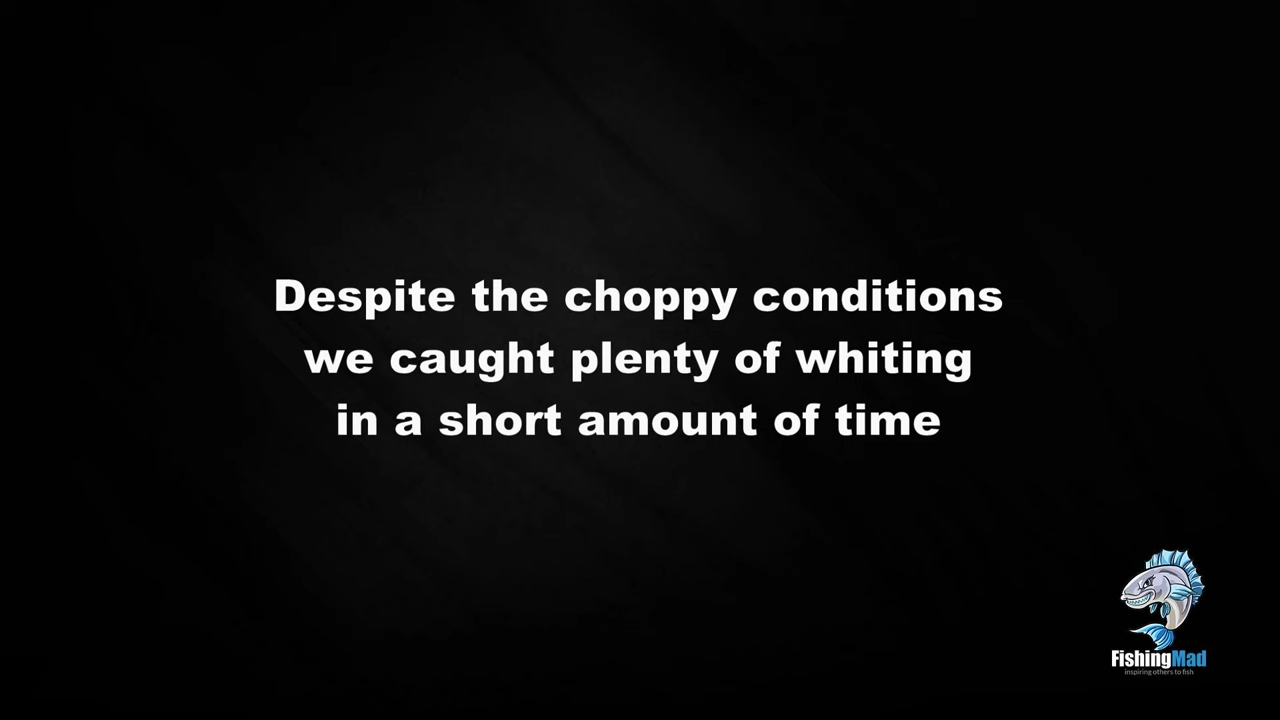 Despite the choppy conditions
we caught plenty of whiting
in a short amount of time
FishingMad
inspiring others to fish